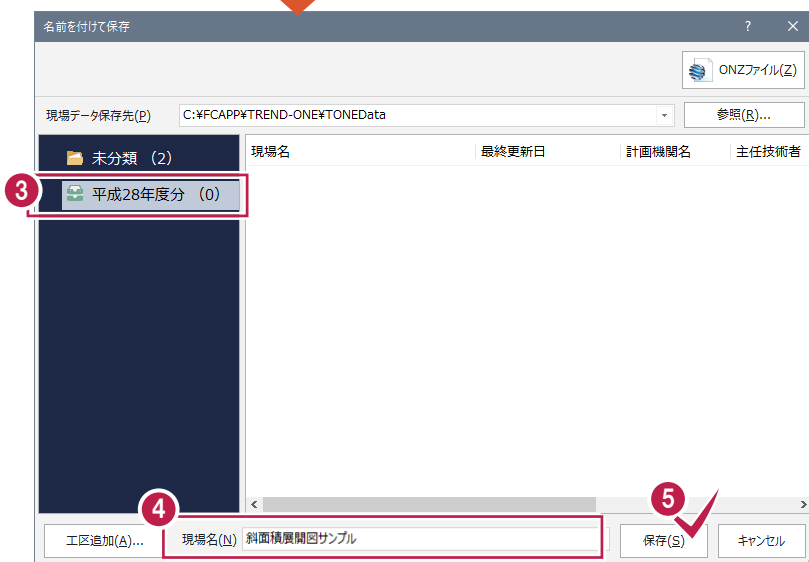 名前を付けて保存 ?
ONZファイル(Z)
現場データ保存先(P) C:¥FCAPP¥TREND-ONE¥TONEData 参照(R)...
未分類 (2)
現場名 最終更新日 計画機関名 主任技術者
3 平成28年度分 (0)
4 5
工区追加(A)... 現場名(N) 斜面積展開図サンプル 保存(S) キャンセル